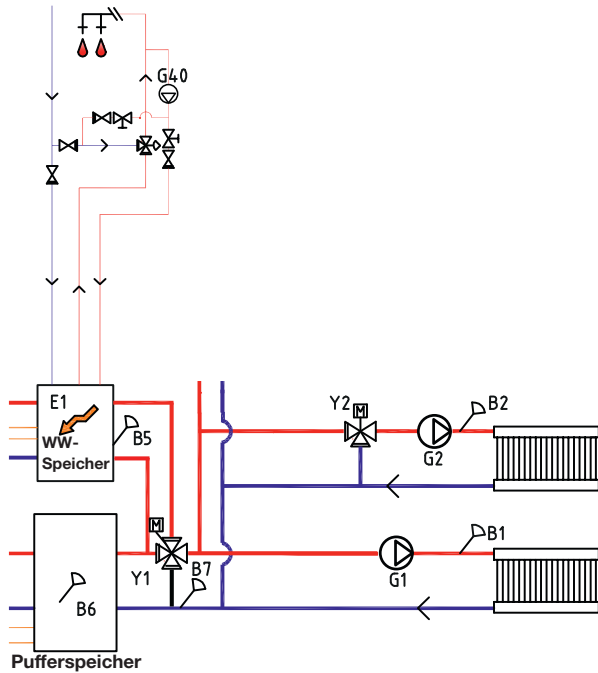 G40
E1
WW-
Speicher
B5
Y2
M
B2
G2
M
Y1
B7
B1
G1
B6
Pufferspeicher